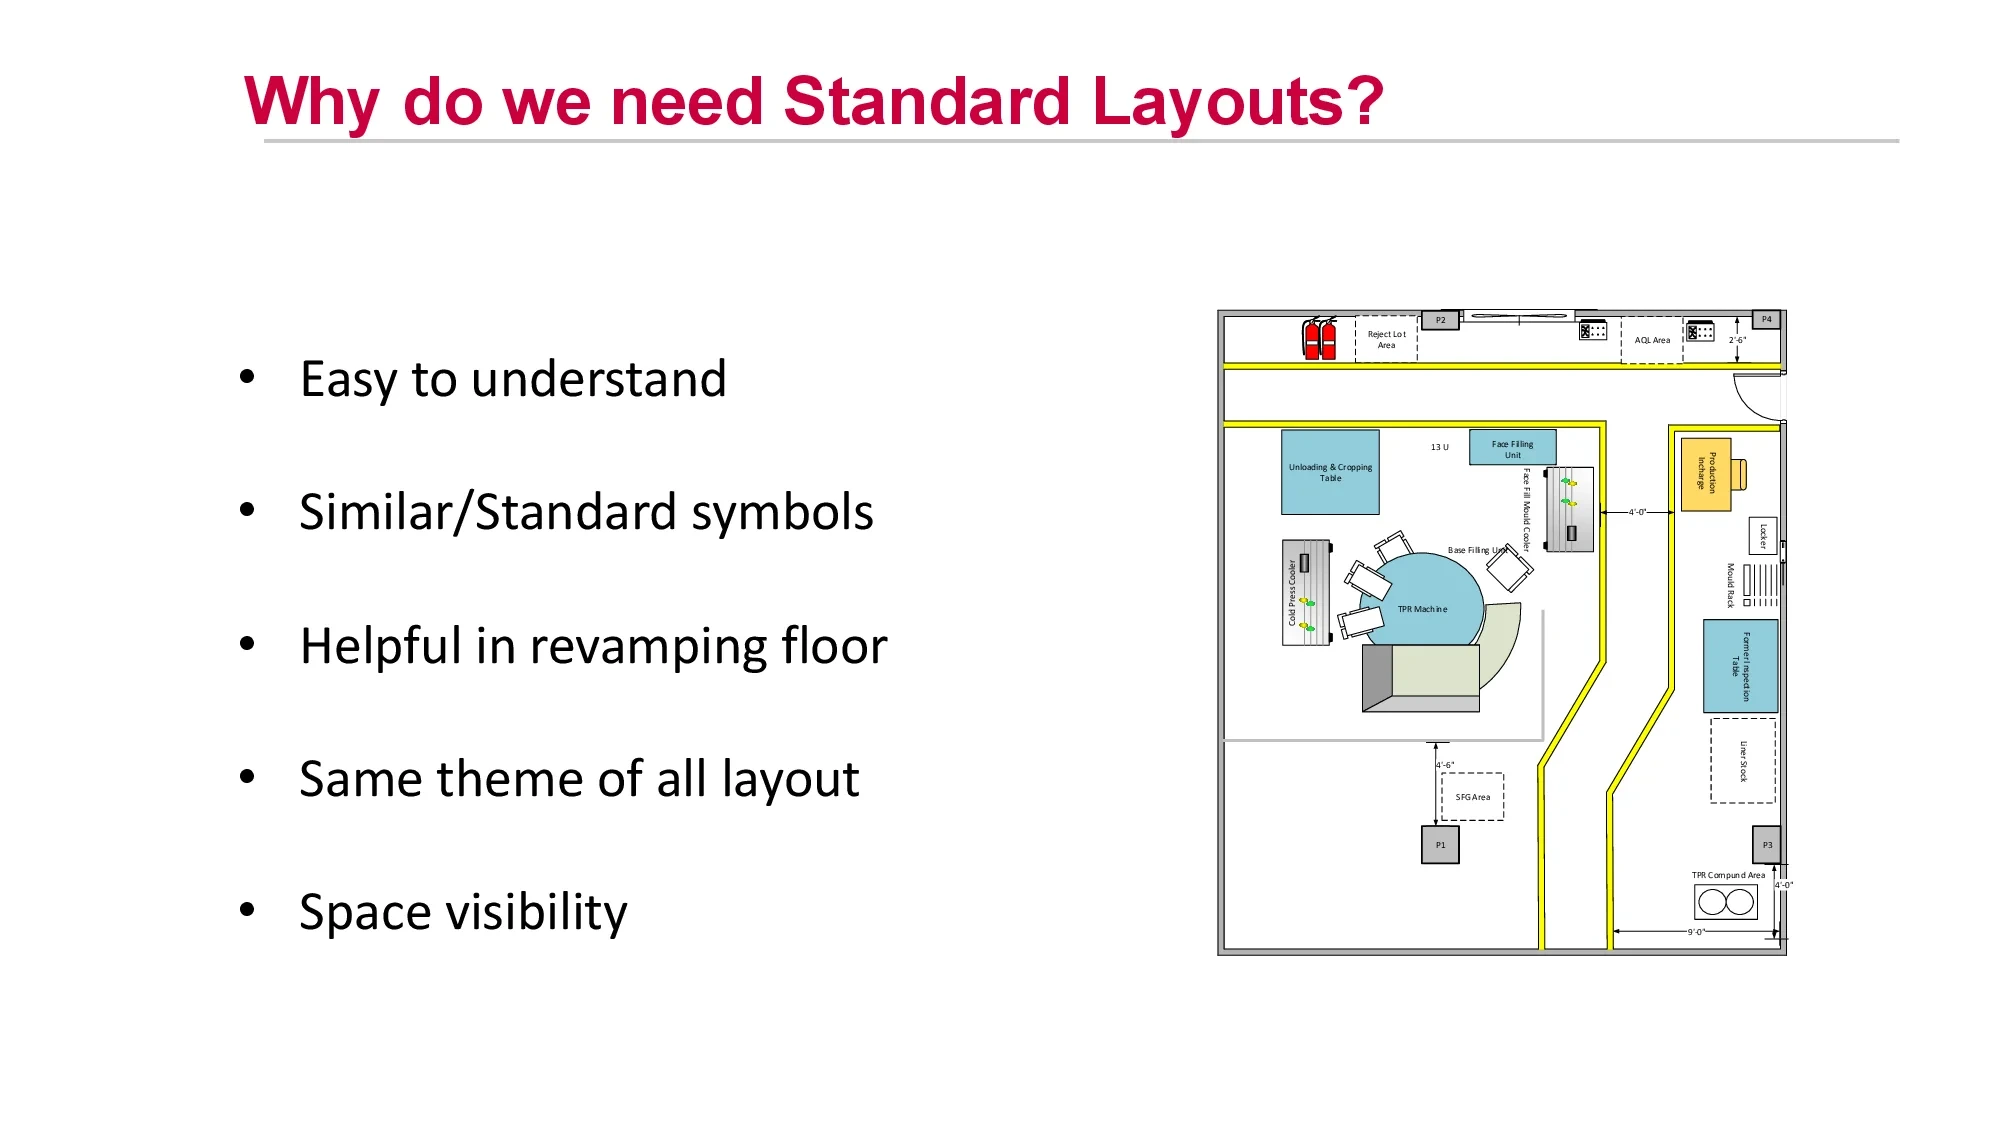 Why do we need Standard Layouts?
• Easy to understand
• Similar/Standard symbols
• Helpful in revamping floor
• Same theme of all layout
• Space visibility
Reject Lot
Area
P2
AQL Area
2'-6"
P4
Unloading & Cropping
Table
13 U
Face Filling
Unit
Face Fill Mould Cooler
4'-0"
Production
Incharge
Locker
Mould Rack
Base Filling Unit
Cold Press Cooler
TPR Machine
Former Inspection
Table
Liner Stock
4'-6"
SFG Area
P1
P3
TPR Compund Area
4'-0"
9'-0"